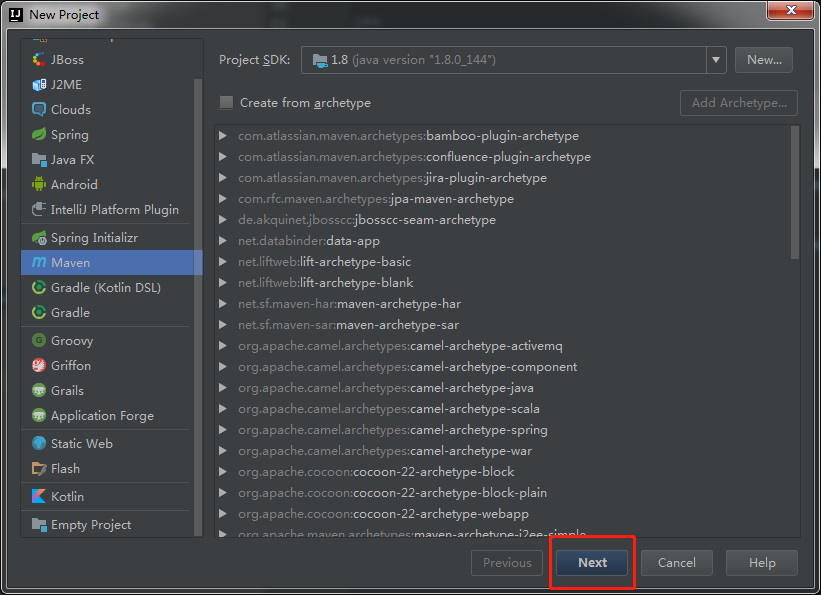 New Project
JBoss
J2ME
Clouds
Spring
Java FX
Android
IntelliJ Platform Plugin
Spring Initializr
Maven
Gradle (Kotlin DSL)
Gradle
Groovy
Griffon
Grails
Application Forge
Static Web
Flash
Kotlin
Empty Project
Project SDK: 1.8 (java version "1.8.0_144") New...
Create from archetype Add Archetype...
com.atlassian.maven.archetypes:bamboo-plugin-archetype
com.atlassian.maven.archetypes:confluence-plugin-archetype
com.atlassian.maven.archetypes:jira-plugin-archetype
com.rfc.maven.archetypes:jpa-maven-archetype
de.akquinet.jbosscc:jbosscc-seam-archetype
net.databinder:data-app
net.liftweb:lift-archetype-basic
net.liftweb:lift-archetype-blank
net.sf.maven-har:maven-archetype-har
net.sf.maven-sar:maven-archetype-sar
org.apache.camel.archetypes:camel-archetype-activemq
org.apache.camel.archetypes:camel-archetype-component
org.apache.camel.archetypes:camel-archetype-java
org.apache.camel.archetypes:camel-archetype-scala
org.apache.camel.archetypes:camel-archetype-spring
org.apache.camel.archetypes:camel-archetype-war
org.apache.cocoon:cocoon-22-archetype-block
org.apache.cocoon:cocoon-22-archetype-block-plain
org.apache.cocoon:cocoon-22-archetype-webapp
org.apache.maven.archetypes:maven-archetype-j2ee-simple
Previous Next Cancel Help